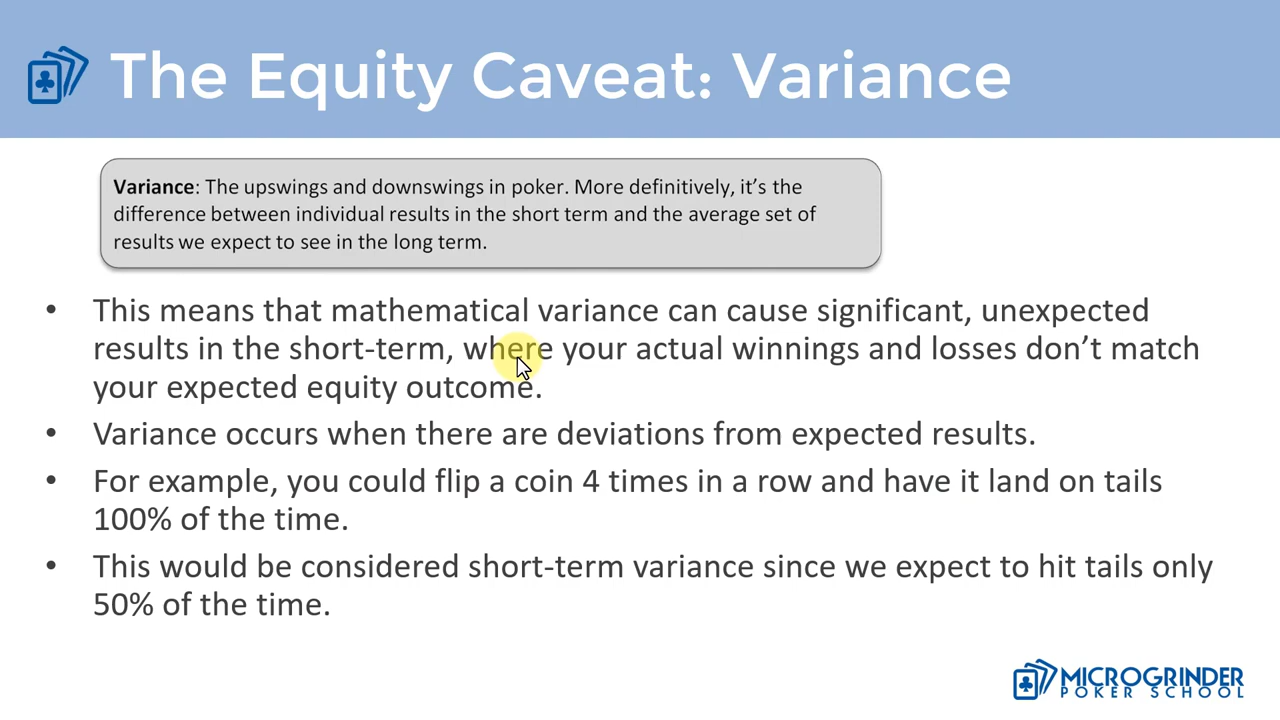 The Equity Caveat: Variance
Variance: The upswings and downswings in poker. More definitively, it’s the
difference between individual results in the short term and the average set of
results we expect to see in the long term.
• This means that mathematical variance can cause significant, unexpected
results in the short-term, where your actual winnings and losses don’t match
your expected equity outcome.
• Variance occurs when there are deviations from expected results.
• For example, you could flip a coin 4 times in a row and have it land on tails
100% of the time.
• This would be considered short-term variance since we expect to hit tails only
50% of the time.
MICROGRINDER
POKER SCHOOL